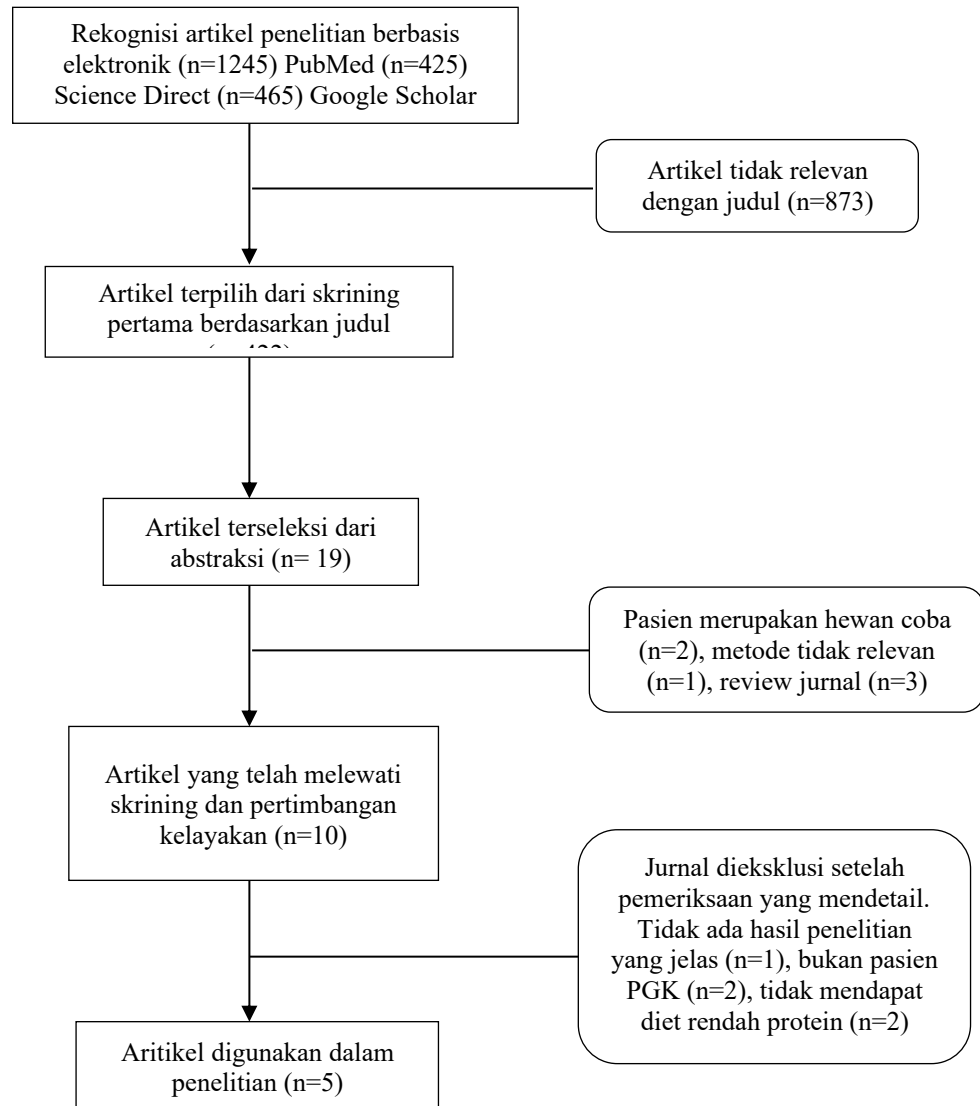 Rekognisi artikel penelitian berbasis
elektronik (n=1245) PubMed (n=425)
Science Direct (n=465) Google Scholar
Artikel tidak relevan
dengan judul (n=873)
Artikel terpilih dari skrining
pertama berdasarkan judul
Artikel terseleksi dari
abstraksi (n= 19)
Pasien merupakan hewan coba
(n=2), metode tidak relevan
(n=1), review jurnal (n=3)
Artikel yang telah melewati
skrining dan pertimbangan
kelayakan (n=10)
Jurnal dieksklusi setelah
pemeriksaan yang mendetail.
Tidak ada hasil penelitian
yang jelas (n=1), bukan pasien
PGK (n=2), tidak mendapat
diet rendah protein (n=2)
Aritikel digunakan dalam
penelitian (n=5)